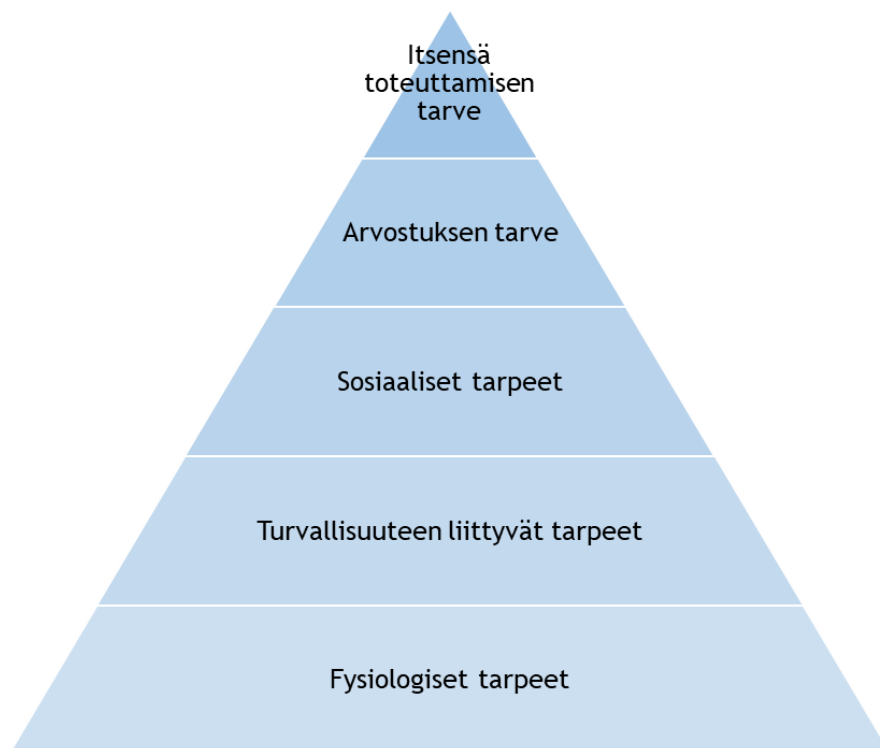 Itsensä
toteuttamisen
tarve
Arvostuksen tarve
Sosiaaliset tarpeet
Turvallisuuteen liittyvät tarpeet
Fysiologiset tarpeet